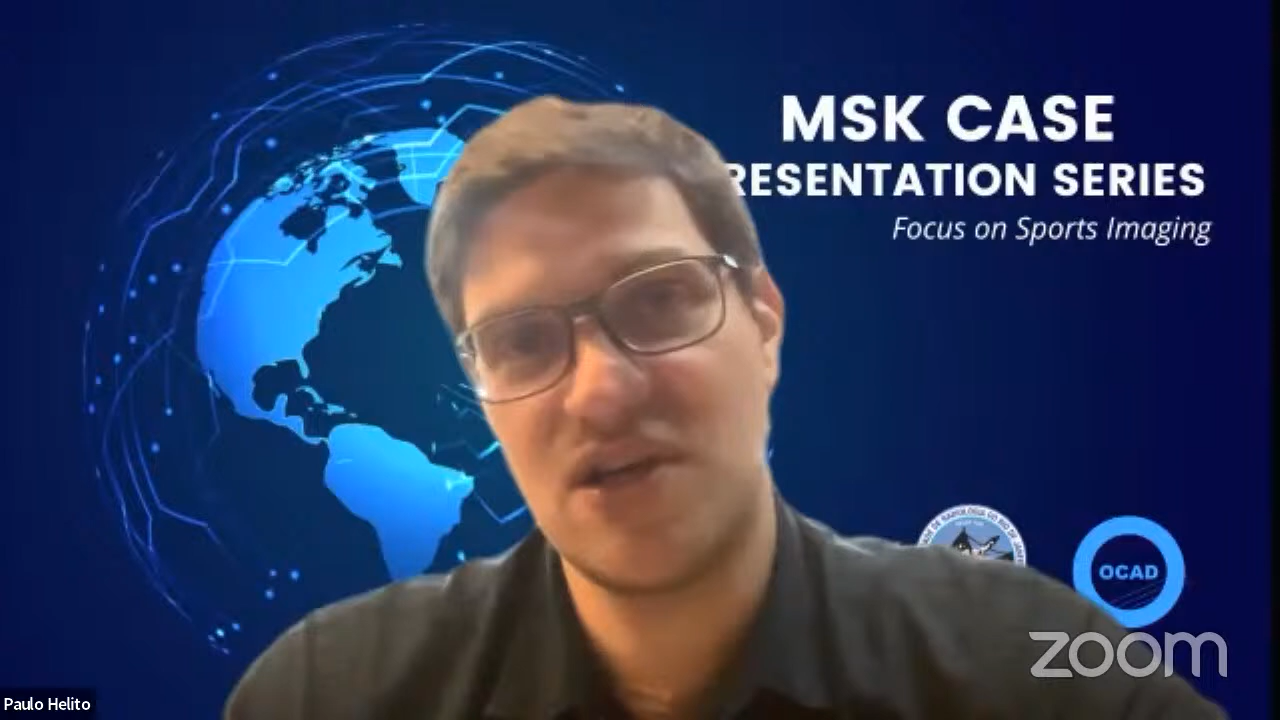 MSK CASE
RESENTATION SERIES
Focus on Sports Imaging
OCAD
zoom
Paulo Helito